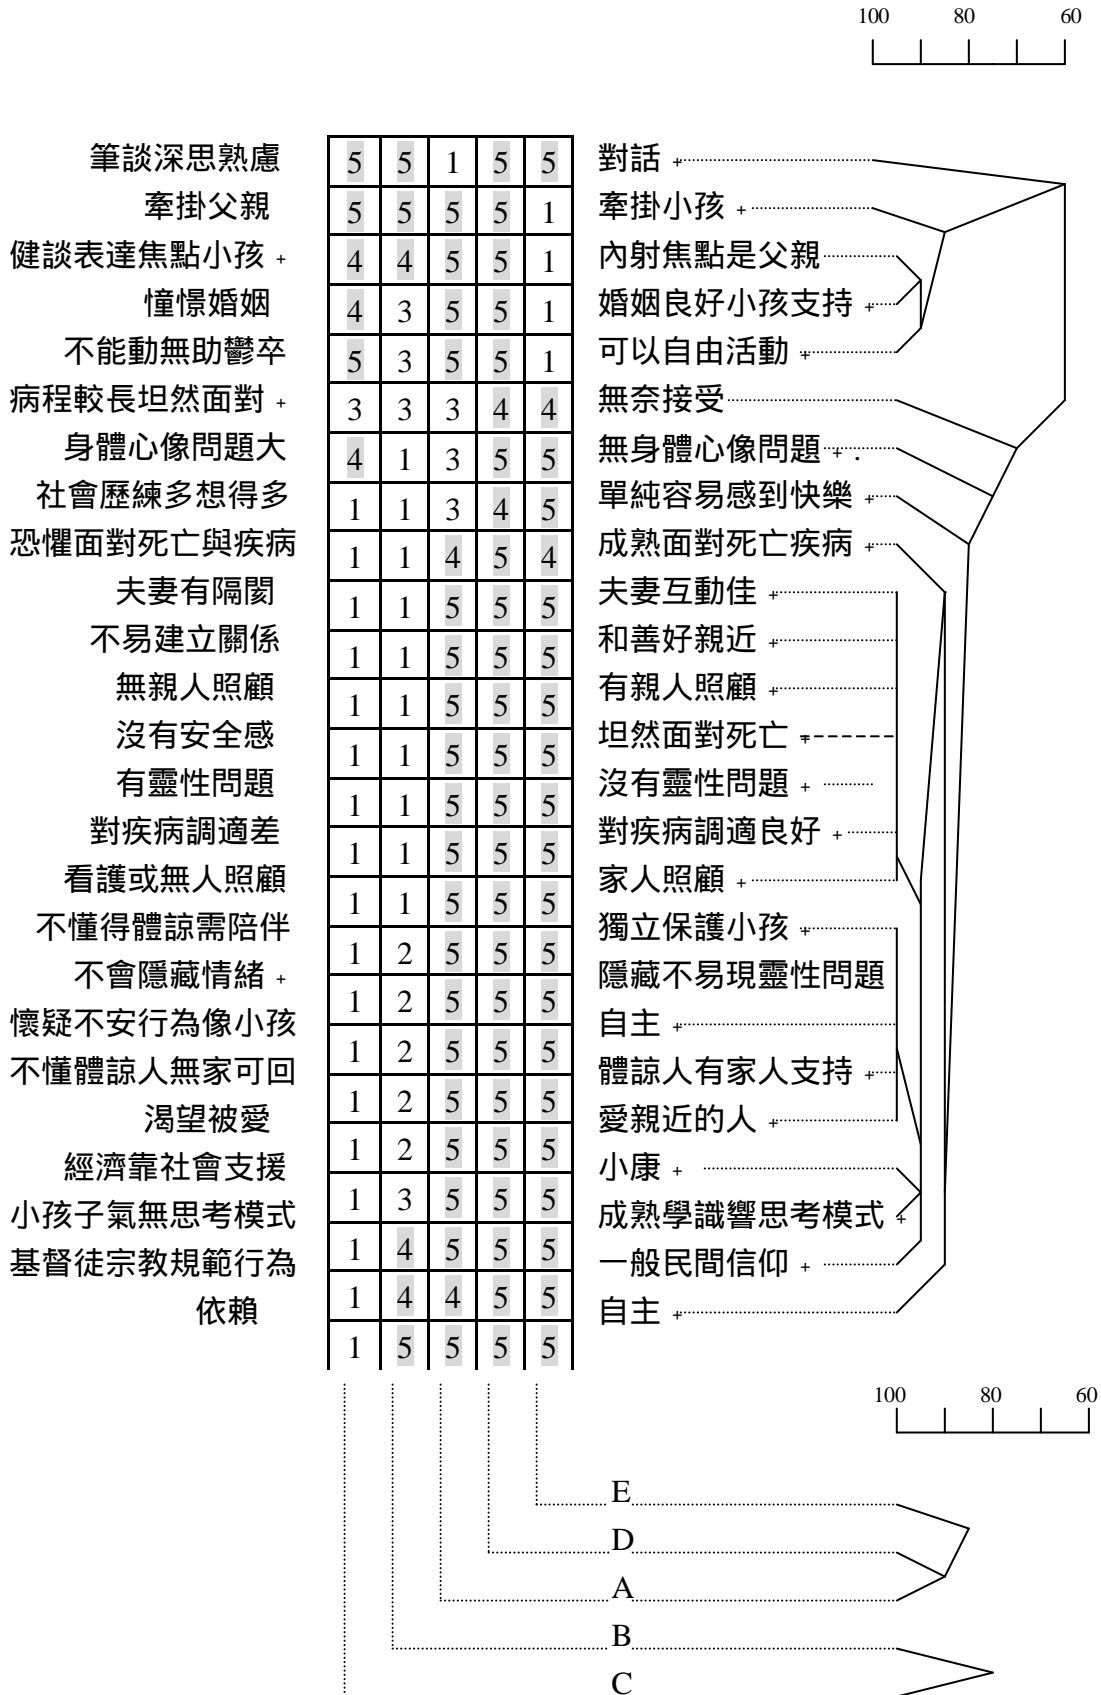 100 80 60
筆談深思熟慮 5 5 1 5 5 對話 +
牽掛父親 5 5 5 5 1 牽掛小孩 +
健談表達焦點小孩 + 4 4 5 5 1 內射焦點是父親
憧憬婚姻 4 3 5 5 1 婚姻良好小孩支持 +
不能動無助鬱卒 5 3 5 5 1 可以自由活動 +
病程較長坦然面對 + 3 3 3 4 4 無奈接受
身體心像問題大 4 1 3 5 5 無身體心像問題 + .
社會歷練多想得多 1 1 3 4 5 單純容易感到快樂 +
恐懼面對死亡與疾病 1 1 4 5 4 成熟面對死亡疾病 +
夫妻有隔閡 1 1 5 5 5 夫妻互動佳 +
不易建立關係 1 1 5 5 5 和善好親近 +
無親人照顧 1 1 5 5 5 有親人照顧 +
沒有安全感 1 1 5 5 5 坦然面對死亡 +
有靈性問題 1 1 5 5 5 沒有靈性問題 +
對疾病調適差 1 1 5 5 5 對疾病調適良好 +
看護或無人照顧 1 1 5 5 5 家人照顧 +
不懂得體諒需陪伴 1 2 5 5 5 獨立保護小孩 +
不會隱藏情緒 + 1 2 5 5 5 隱藏不易現靈性問題
懷疑不安行為像小孩 1 2 5 5 5 自主 +
不懂體諒人無家可回 1 2 5 5 5 體諒人有家人支持 +
渴望被愛 1 2 5 5 5 愛親近的人 +
經濟靠社會支援 1 3 5 5 5 小康 +
小孩子氣無思考模式 1 4 5 5 5 成熟學識響思考模式 +
基督徒宗教規範行為 1 4 4 5 5 一般民間信仰 +
依賴 1 5 5 5 5 自主 +
100 80 60
E
D
A
B
C